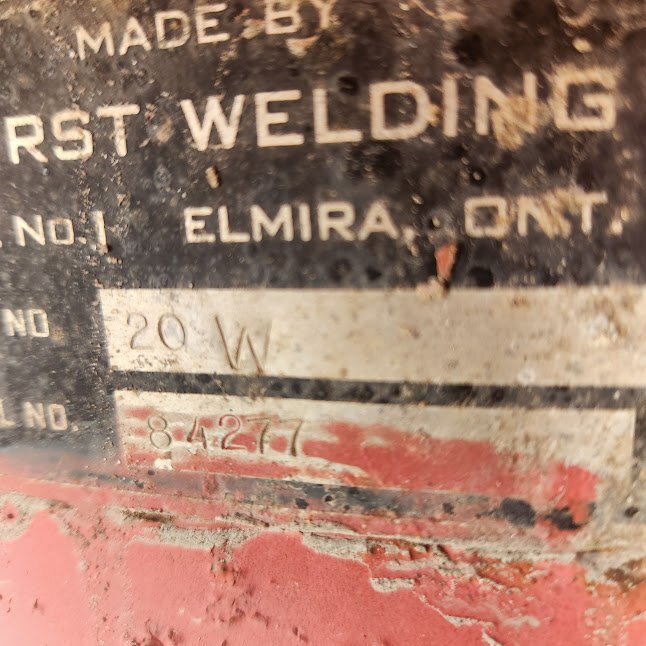 MADE BY
RST WELDING
. NO.1 ELMIRA, ONT.
NO 20 W
L NO. 84277